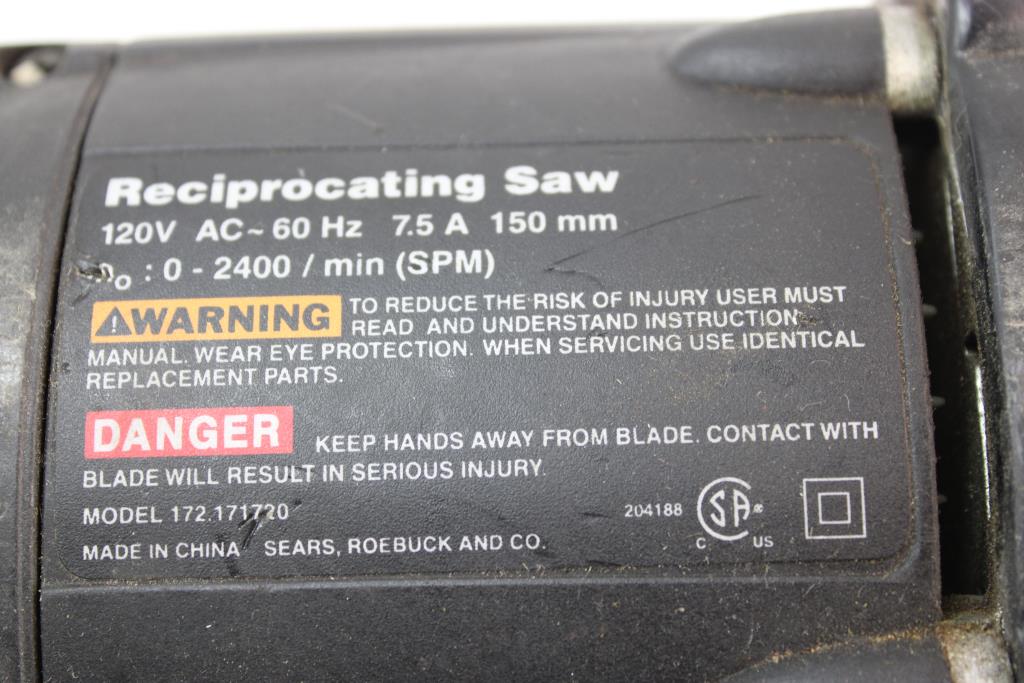 Reciprocating Saw
120V AC~ 60 Hz 7.5 A 150 mm
no : 0 - 2400 / min (SPM)
WARNING TO REDUCE THE RISK OF INJURY USER MUST
READ AND UNDERSTAND INSTRUCTION
MANUAL. WEAR EYE PROTECTION. WHEN SERVICING USE IDENTICAL
REPLACEMENT PARTS.
DANGER KEEP HANDS AWAY FROM BLADE. CONTACT WITH
BLADE WILL RESULT IN SERIOUS INJURY.
MODEL 172.171720
204188 C SA ® US
MADE IN CHINA SEARS, ROEBUCK AND CO.